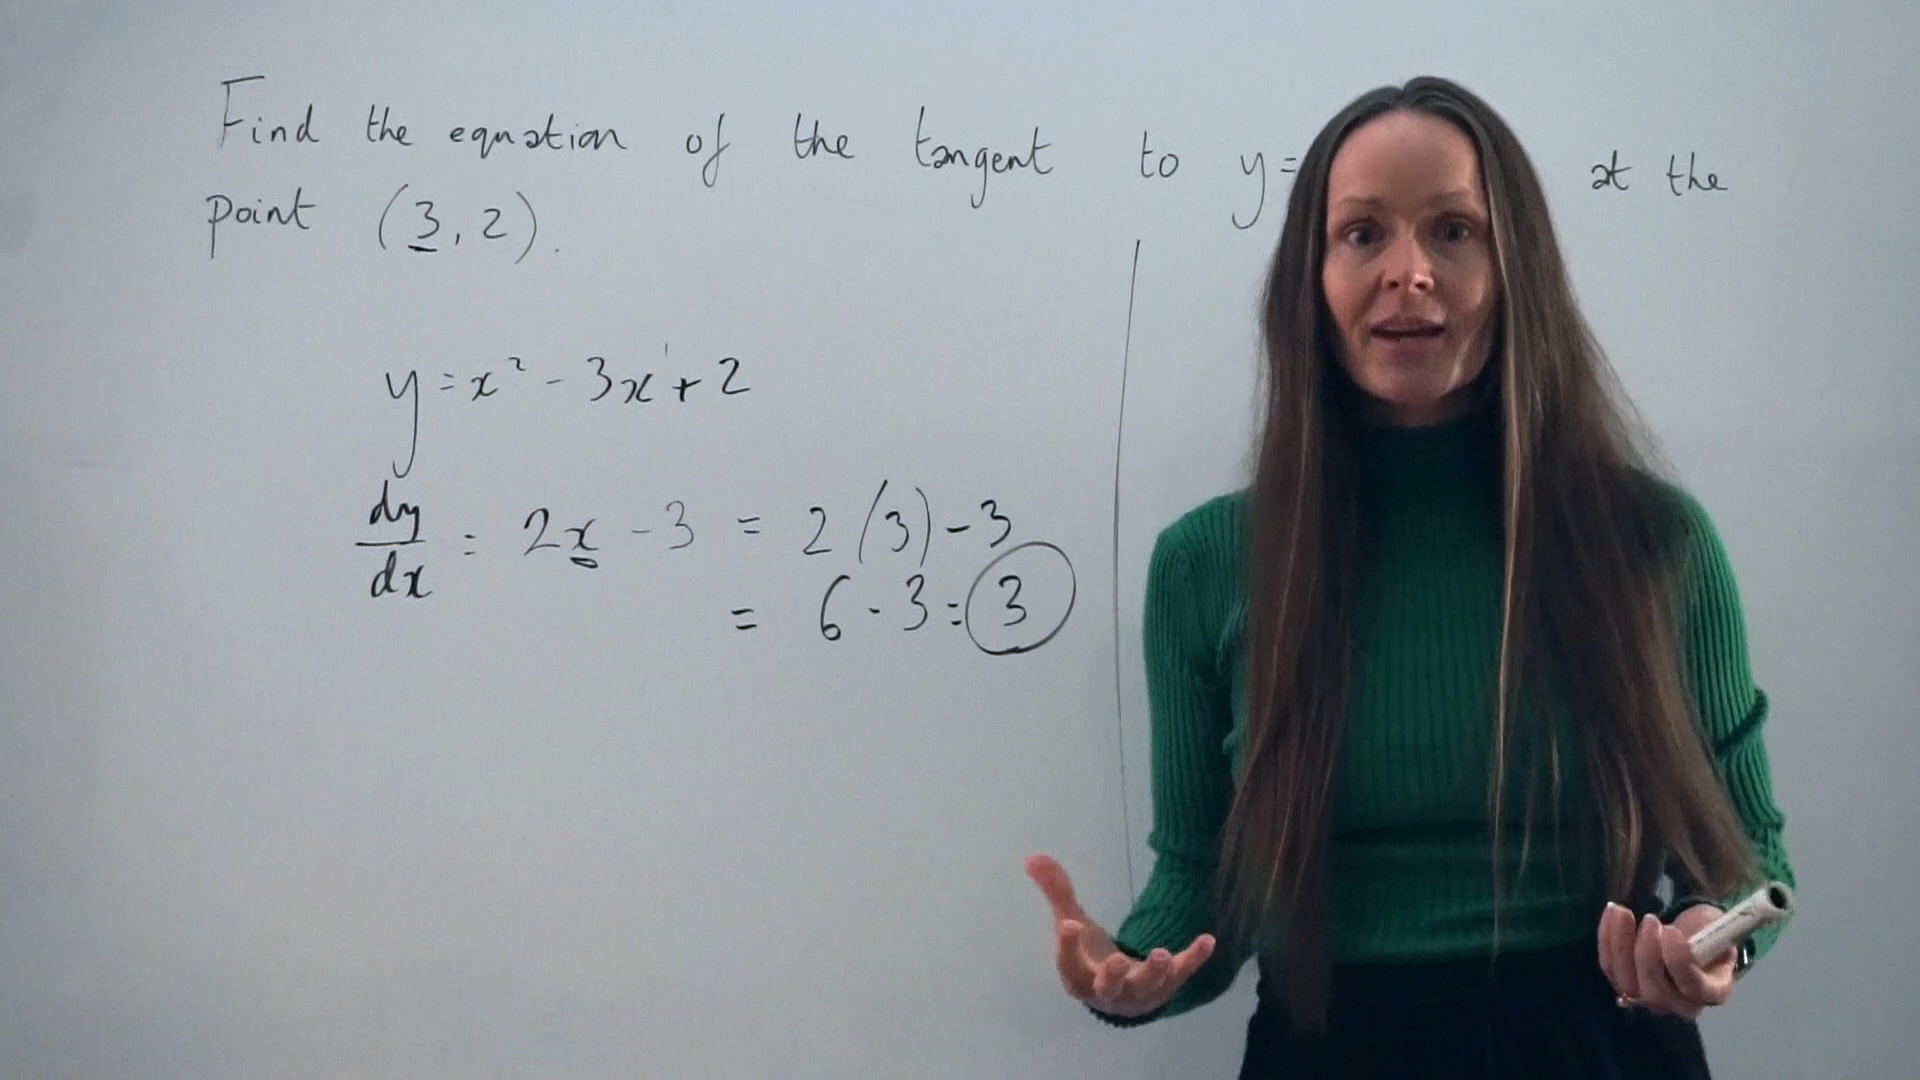 Find the equation of the tangent to y= at the
point (3, 2).
y = x² - 3x¹ + 2
dy/dx = 2x - 3 = 2(3) - 3
= 6 - 3 = 3